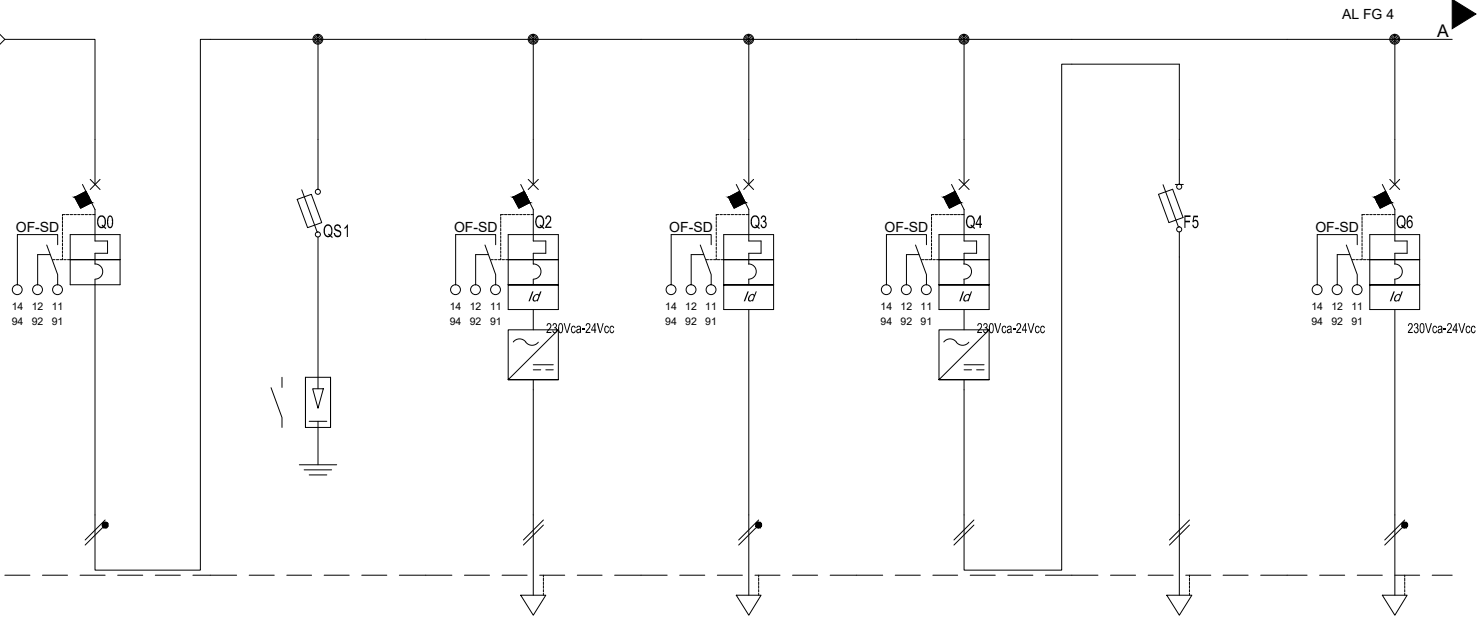 AL FG 4
A
Q0
OF-SD
14 12 11
94 92 91
QS1
Q2
OF-SD
Id
14 12 11
94 92 91
230Vca-24Vcc
Q3
OF-SD
Id
14 12 11
94 92 91
Q4
OF-SD
Id
14 12 11
94 92 91
230Vca-24Vcc
F5
Q6
OF-SD
Id
14 12 11
94 92 91
230Vca-24Vcc